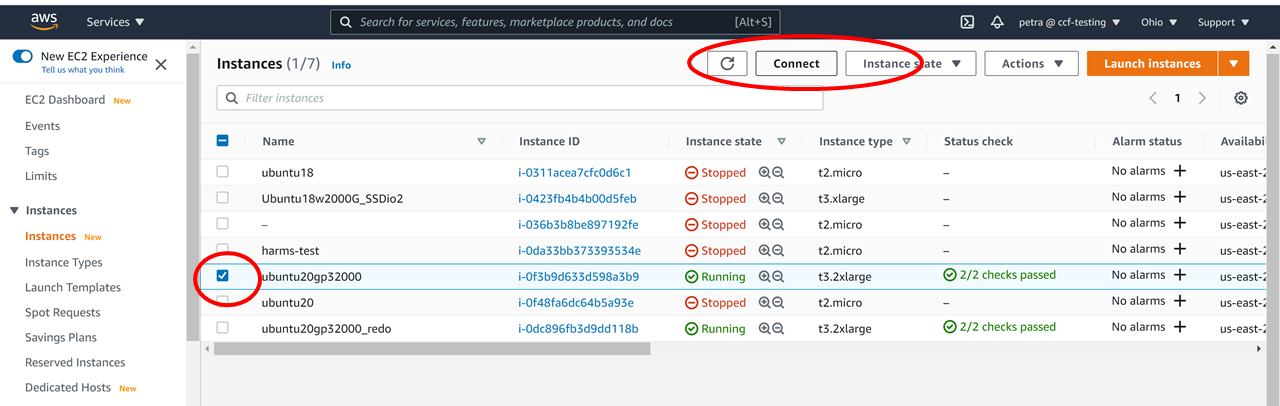 aws Services Search for services, features, marketplace products, and docs [Alt+S] petra @ ccf-testing Ohio Support
New EC2 Experience
Tell us what you think
EC2 Dashboard New
Events
Tags
Limits
Instances
Instances New
Instance Types
Launch Templates
Spot Requests
Savings Plans
Reserved Instances
Dedicated Hosts New
Instances (1/7) Info Connect Instance state Actions Launch instances
Filter instances 1
Name Instance ID Instance state Instance type Status check Alarm status Availabi
ubuntu18 i-0311acea7cfc0d6c1 Stopped t2.micro – No alarms + us-east-2
Ubuntu18w2000G_SSDio2 i-0423fb4b4b00d5feb Stopped t3.xlarge – No alarms + us-east-2
– i-036b3b8be897192fe Stopped t2.micro – No alarms + us-east-2
harms-test i-0da33bb373393534e Stopped t2.micro – No alarms + us-east-2
ubuntu20gp32000 i-0f3b9d633d598a3b9 Running t3.2xlarge 2/2 checks passed No alarms + us-east-2
ubuntu20 i-0f48fa6dc64b5a93e Stopped t2.micro – No alarms + us-east-2
ubuntu20gp32000_redo i-0dc896fb3d9dd118b Running t3.2xlarge 2/2 checks passed No alarms + us-east-2